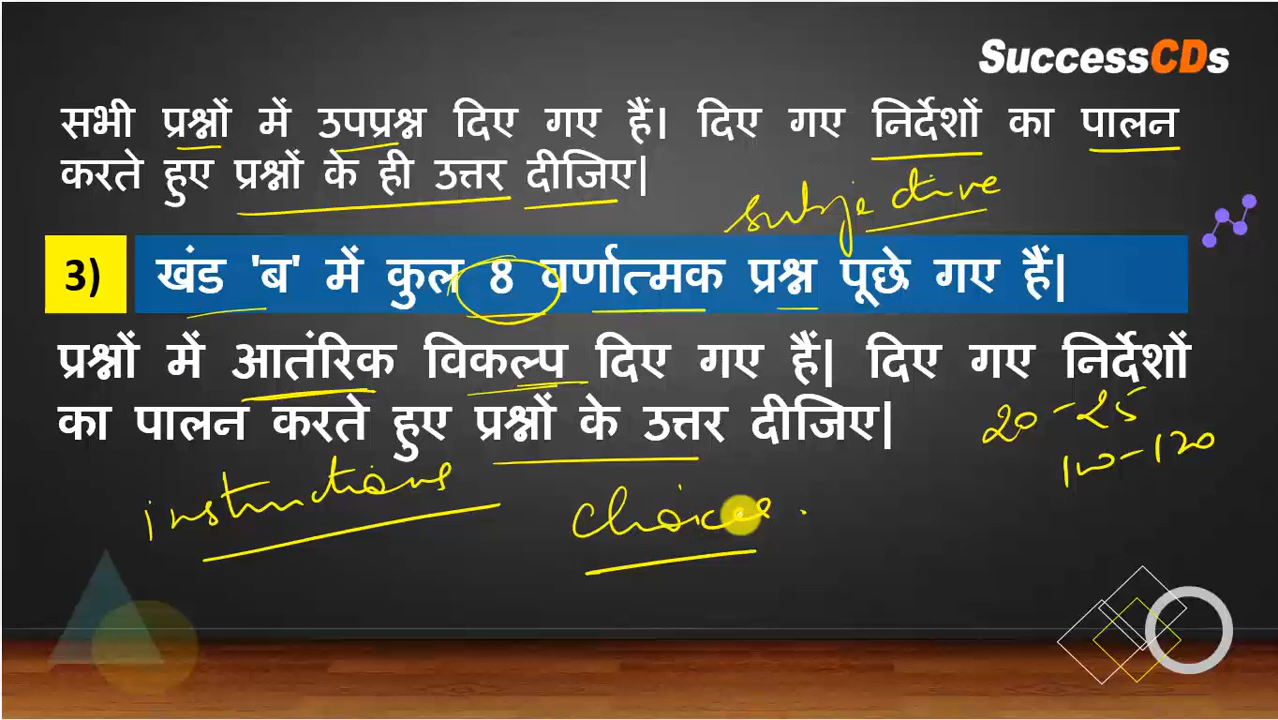 SuccessCDs
सभी प्रश्नों में उपप्रश्न दिए गए हैं। दिए गए निर्देशों का पालन
करते हुए प्रश्नों के ही उत्तर दीजिए|
subjective
3) खंड 'ब' में कुल 8 वर्णात्मक प्रश्न पूछे गए हैं|
प्रश्नों में आतंरिक विकल्प दिए गए हैं| दिए गए निर्देशों
का पालन करते हुए प्रश्नों के उत्तर दीजिए|
20-25
100-120
instructions
choices.